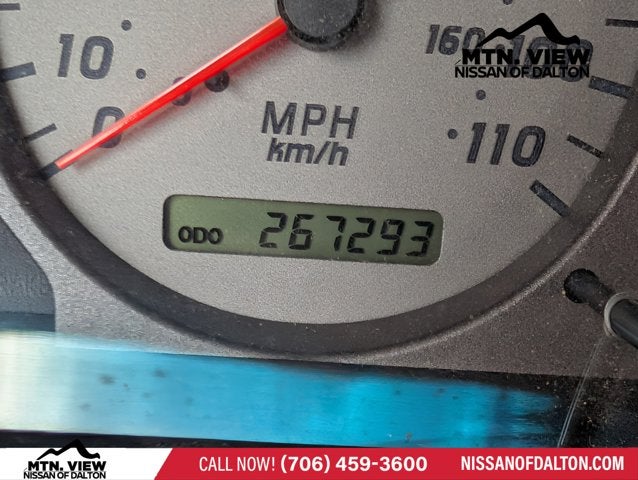 MTN. VIEW
NISSAN OF DALTON
160
10
0
0
MPH
km/h
110
ODO 267293
MTN. VIEW
NISSAN OF DALTON
CALL NOW! (706) 459-3600
NISSANOFDALTON.COM